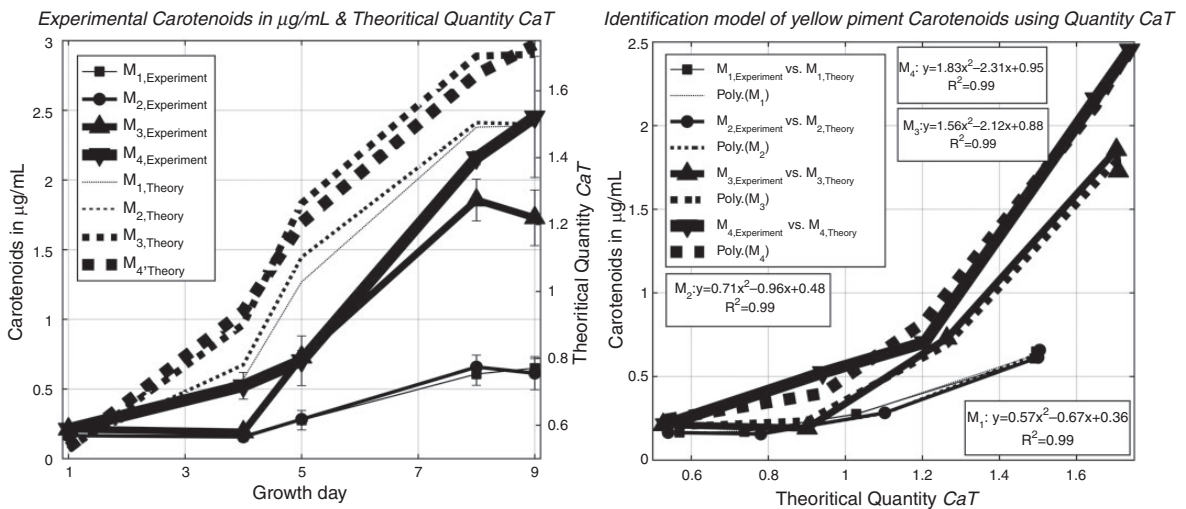 Experimental Carotenoids in μg/mL & Theoritical Quantity CaT
3
2.5
2
1.5
1
0.5
0
Carotenoids in μg/mL
M1,Experiment
M2,Experiment
M3,Experiment
M4,Experiment
M1,Theory
M2,Theory
M3,Theory
M4,Theory
1.6
1.4
1.2
1
0.8
0.6
Theoritical Quantity CaT
1 3 5 7 9
Growth day
Identification model of yellow piment Carotenoids using Quantity CaT
2.5
2
1.5
1
0.5
0
Carotenoids in μg/mL
M1,Experiment vs. M1,Theory
Poly.(M1)
M2,Experiment vs. M2,Theory
Poly.(M2)
M3,Experiment vs. M3,Theory
Poly.(M3)
M4,Experiment vs. M4,Theory
Poly.(M4)
M4: y=1.83x²−2.31x+0.95
R²=0.99
M3: y=1.56x²−2.12x+0.88
R²=0.99
M2:y=0.71x²−0.96x+0.48
R²=0.99
M1:y=0.57x²−0.67x+0.36
R²=0.99
0.6 0.8 1 1.2 1.4 1.6
Theoritical Quantity CaT